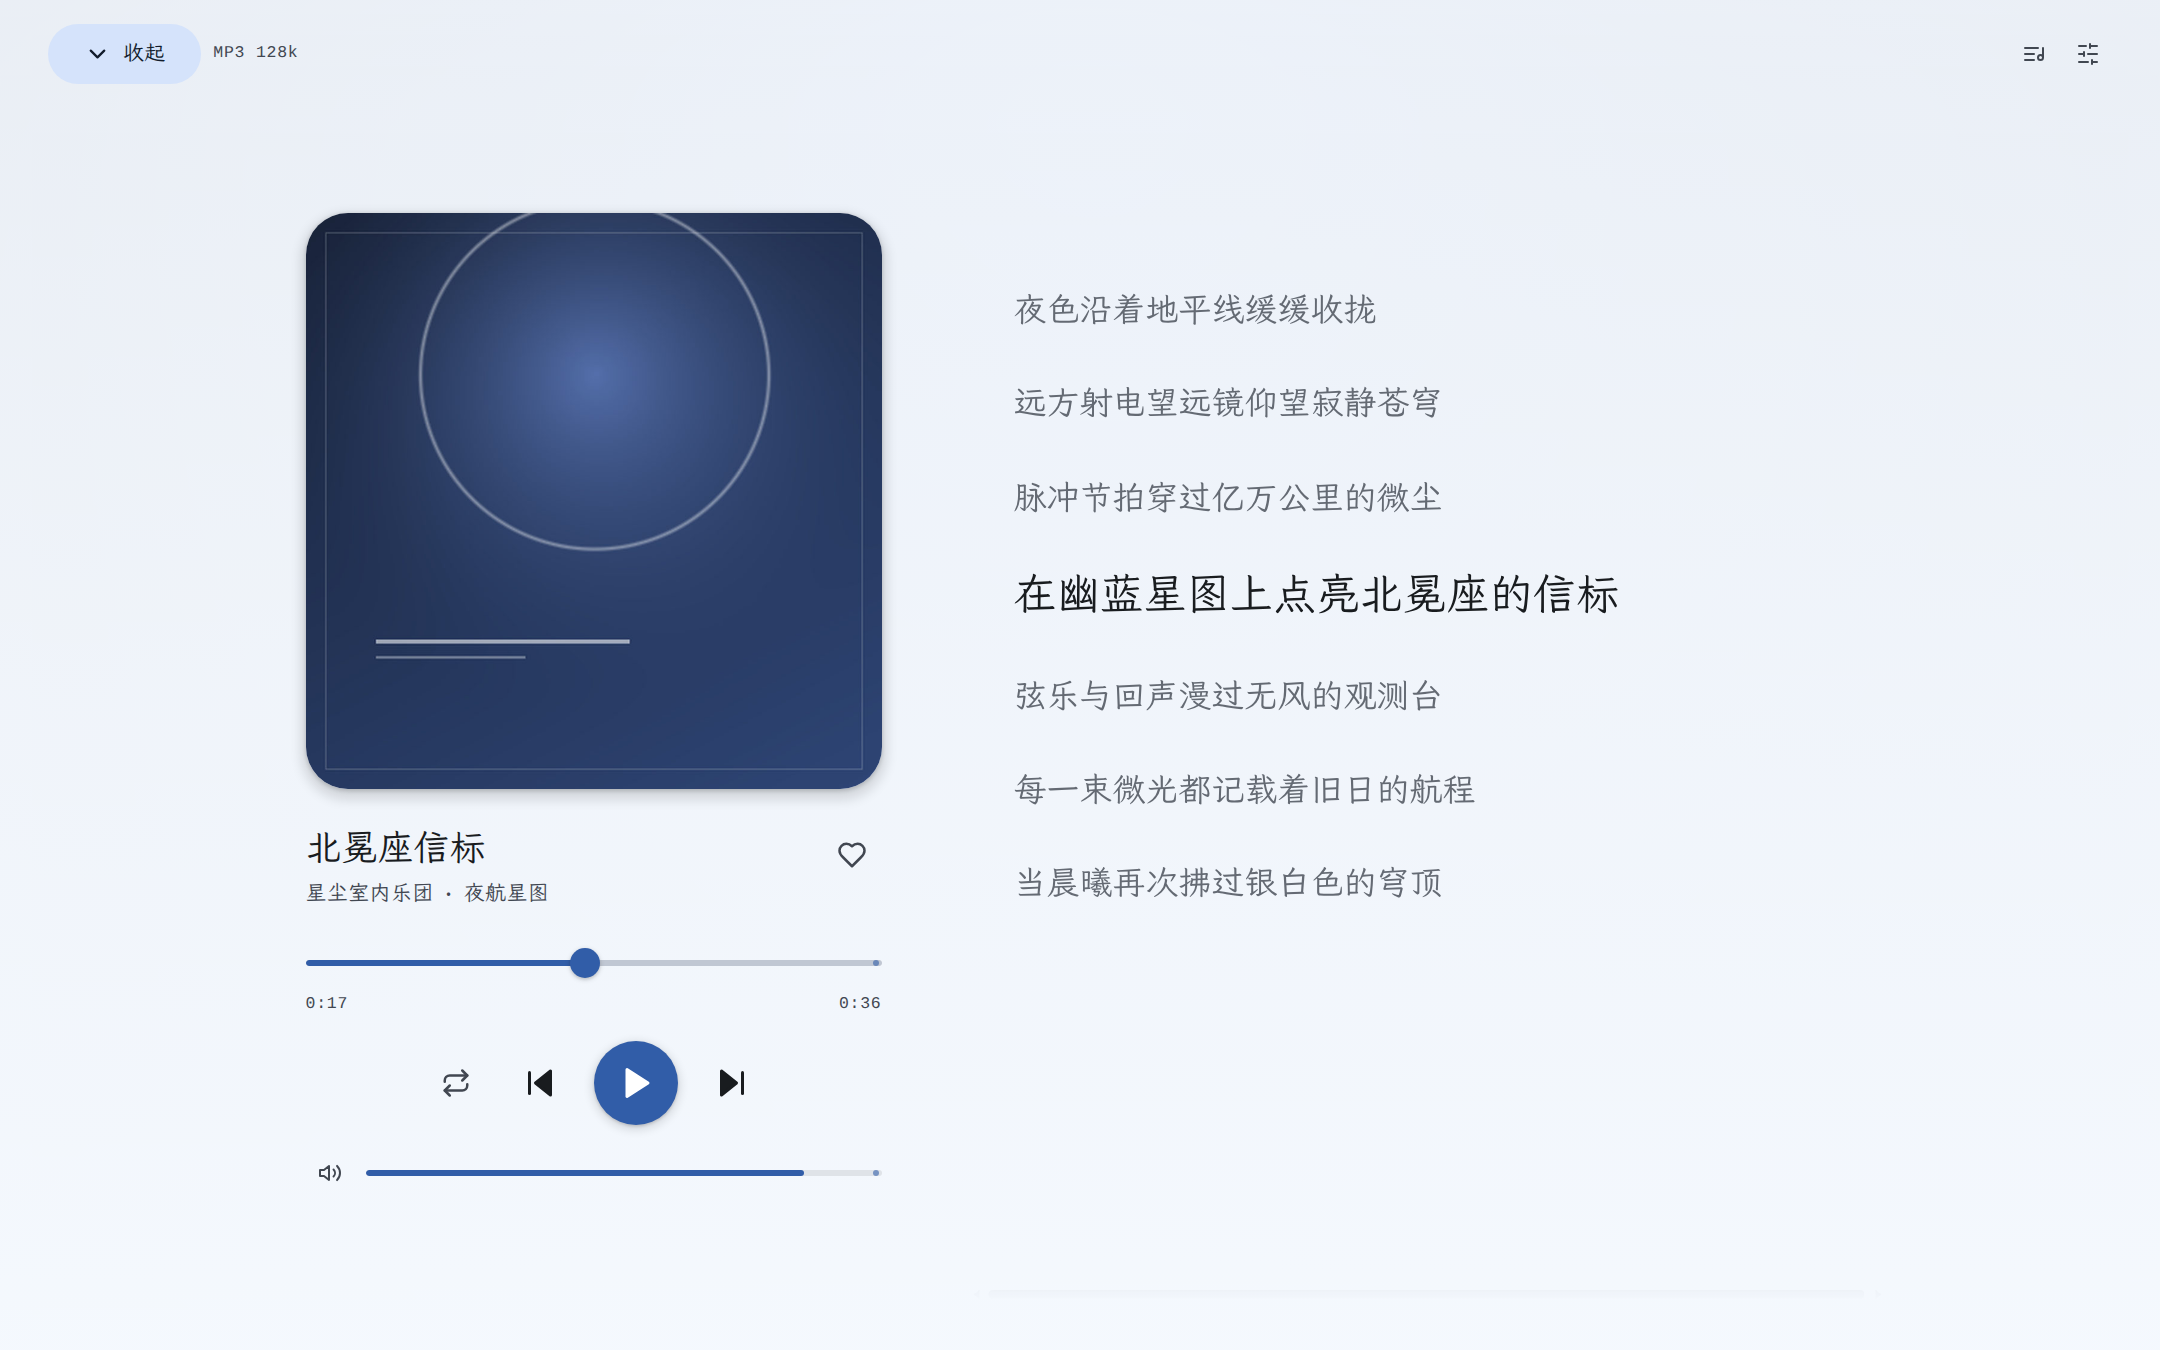 收起
MP3 128k
北冕座信标
星尘室内乐团 · 夜航星图
0:17
0:36
夜色沿着地平线缓缓收拢
远方射电望远镜仰望寂静苍穹
脉冲节拍穿过亿万公里的微尘
在幽蓝星图上点亮北冕座的信标
弦乐与回声漫过无风的观测台
每一束微光都记载着旧日的航程
当晨曦再次拂过银白色的穹顶